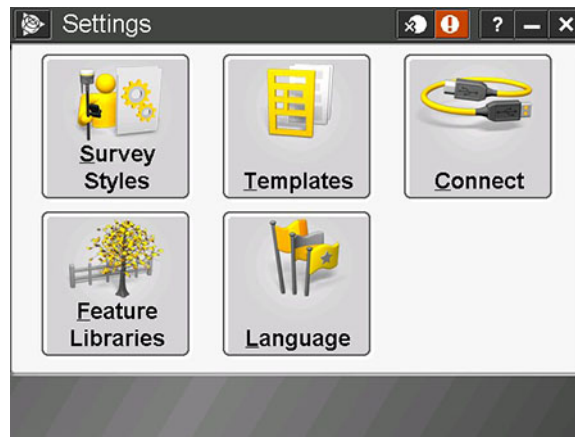 Settings
?
Survey
Styles
Templates
Connect
Feature
Libraries
Language